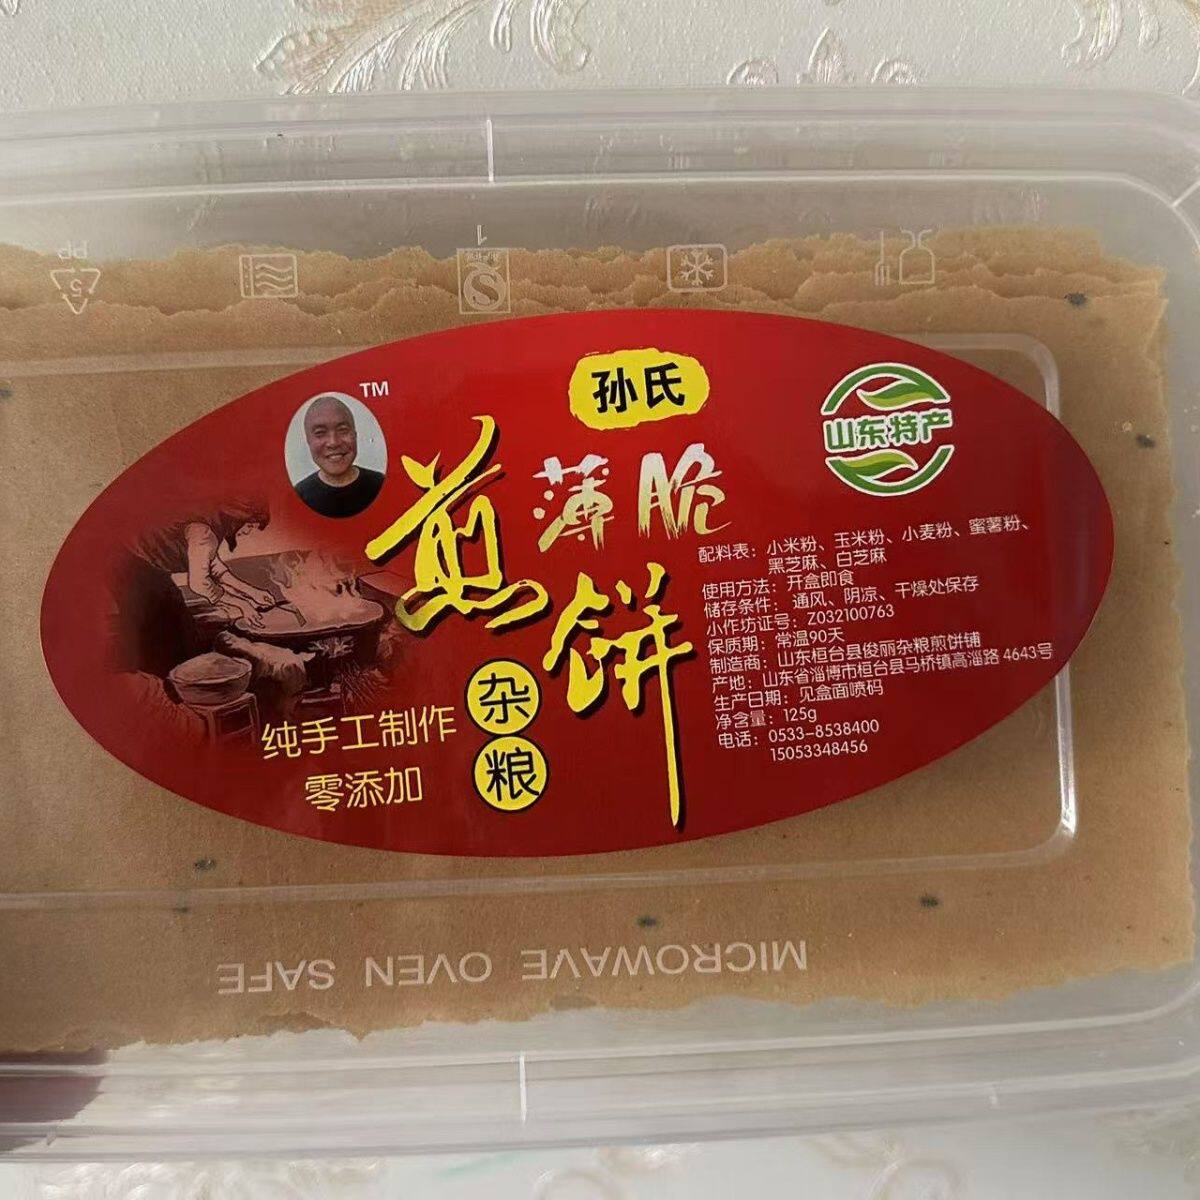 PP
5
1
S
TM
孙氏
山东特产
薄脆
煎饼
杂粮
纯手工制作
零添加
配料表：小米粉、玉米粉、小麦粉、蜜薯粉、
黑芝麻、白芝麻
使用方法：开盒即食
储存条件：通风、阴凉、干燥处保存
小作坊证号：Z032100763
保质期：常温90天
制造商：山东桓台县俊丽杂粮煎饼铺
产地：山东省淄博市桓台县马桥镇高淄路 4643号
生产日期：见盒面喷码
净含量：125g
电话：0533-8538400
15053348456
MICROWAVE OVEN SAFE